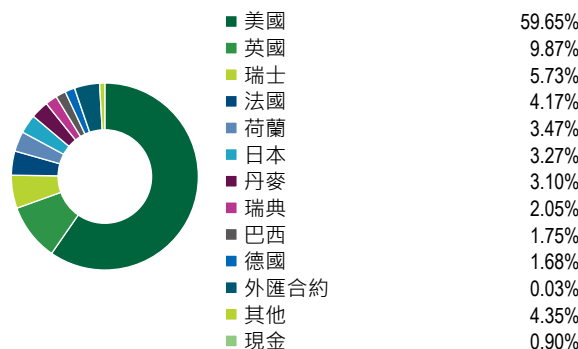 美國 59.65%
英國 9.87%
瑞士 5.73%
法國 4.17%
荷蘭 3.47%
日本 3.27%
丹麥 3.10%
瑞典 2.05%
巴西 1.75%
德國 1.68%
外匯合約 0.03%
其他 4.35%
現金 0.90%